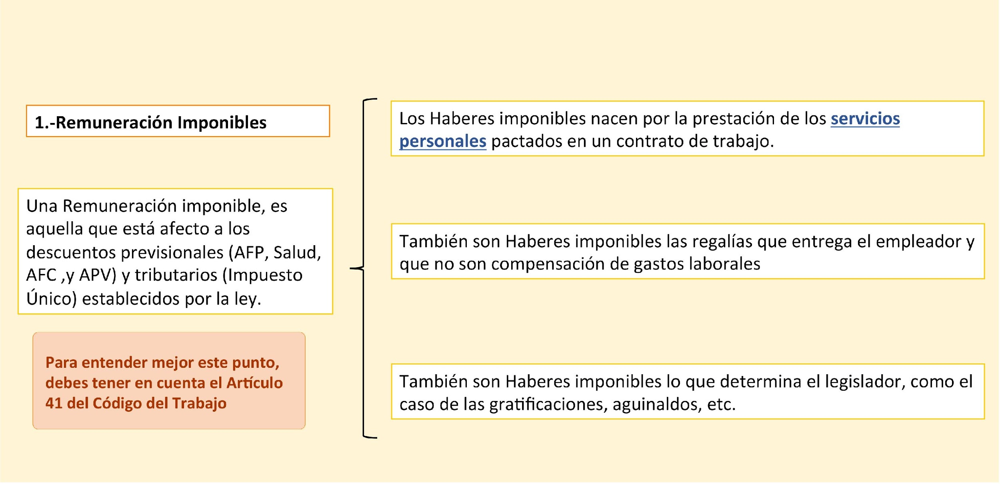 1.-Remuneración Imponibles
Una Remuneración imponible, es
aquella que está afecto a los
descuentos previsionales (AFP, Salud,
AFC ,y APV) y tributarios (Impuesto
Único) establecidos por la ley.
Para entender mejor este punto,
debes tener en cuenta el Artículo
41 del Código del Trabajo
Los Haberes imponibles nacen por la prestación de los servicios
personales pactados en un contrato de trabajo.
También son Haberes imponibles las regalías que entrega el empleador y
que no son compensación de gastos laborales
También son Haberes imponibles lo que determina el legislador, como el
caso de las gratificaciones, aguinaldos, etc.